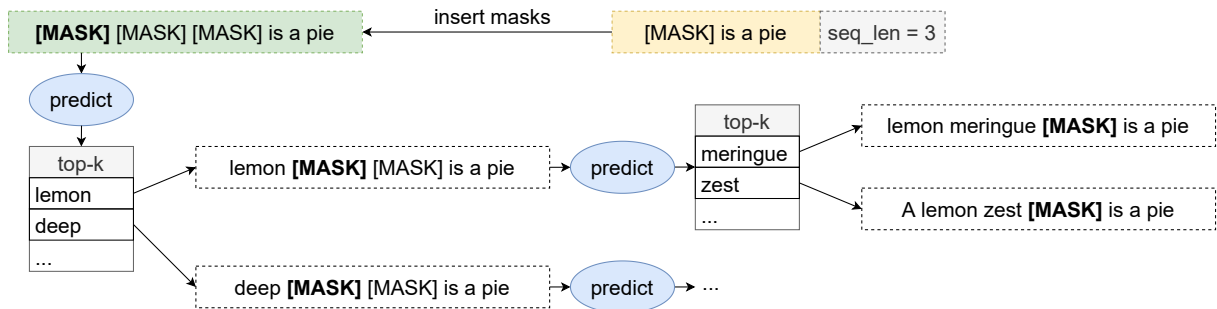 [MASK] [MASK] [MASK] is a pie
insert masks
[MASK] is a pie
seq_len = 3
predict
top-k
lemon
deep
...
lemon [MASK] [MASK] is a pie
predict
top-k
meringue
zest
...
lemon meringue [MASK] is a pie
A lemon zest [MASK] is a pie
deep [MASK] [MASK] is a pie
predict
...